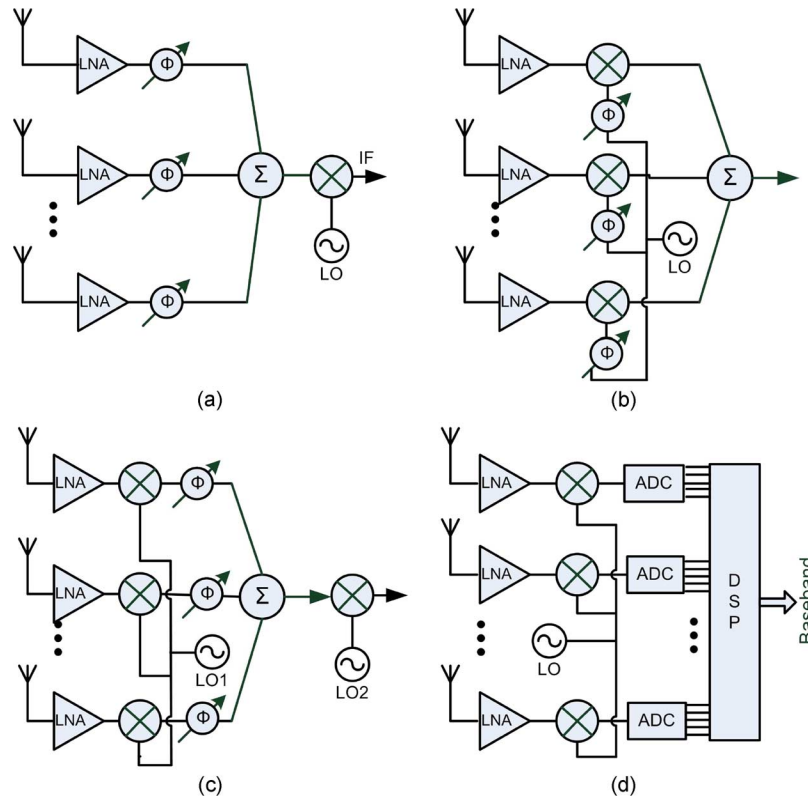 LNA
Φ
LNA
Φ
Σ
IF
LO
LNA
Φ
(a)
LNA
Φ
LNA
Φ
Σ
LO
LNA
Φ
(b)
LNA
Φ
LNA
Φ
Σ
LO1
LO2
LNA
Φ
(c)
LNA
ADC
LNA
ADC
DSP
Baseband
LO
LNA
ADC
(d)